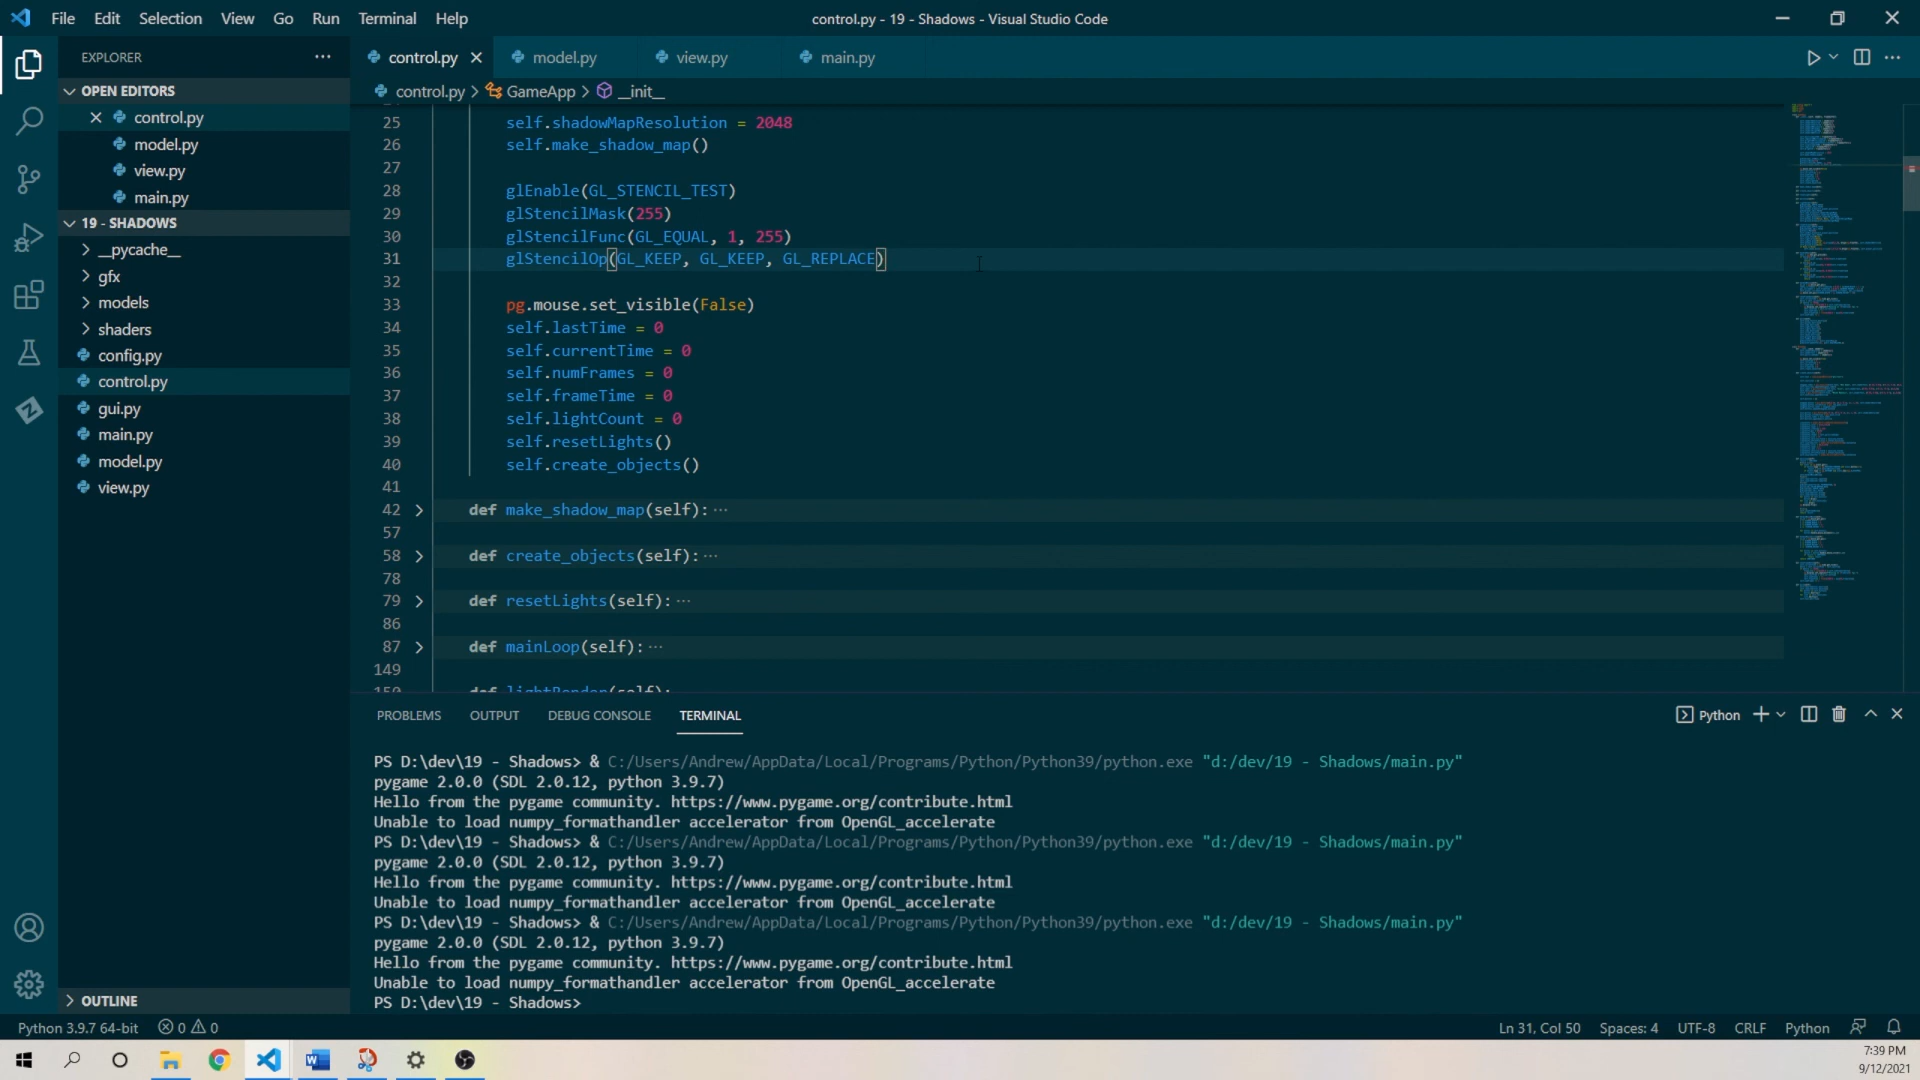 File Edit Selection View Go Run Terminal Help
control.py - 19 - Shadows - Visual Studio Code
EXPLORER
OPEN EDITORS
control.py
model.py
view.py
main.py
19 - SHADOWS
__pycache__
gfx
models
shaders
config.py
control.py
gui.py
main.py
model.py
view.py
OUTLINE
control.py model.py view.py main.py
control.py > GameApp > __init__
25 self.shadowMapResolution = 2048
26 self.make_shadow_map()
27
28 glEnable(GL_STENCIL_TEST)
29 glStencilMask(255)
30 glStencilFunc(GL_EQUAL, 1, 255)
31 glStencilOp(GL_KEEP, GL_KEEP, GL_REPLACE)
32
33 pg.mouse.set_visible(False)
34 self.lastTime = 0
35 self.currentTime = 0
36 self.numFrames = 0
37 self.frameTime = 0
38 self.lightCount = 0
39 self.resetLights()
40 self.create_objects()
41
42 def make_shadow_map(self): ···
57
58 def create_objects(self): ···
78
79 def resetLights(self): ···
86
87 def mainLoop(self): ···
149
150 def lightRender(self):
PROBLEMS OUTPUT DEBUG CONSOLE TERMINAL
Python
PS D:\dev\19 - Shadows> & C:/Users/Andrew/AppData/Local/Programs/Python/Python39/python.exe "d:/dev/19 - Shadows/main.py"
pygame 2.0.0 (SDL 2.0.12, python 3.9.7)
Hello from the pygame community. https://www.pygame.org/contribute.html
Unable to load numpy_formathandler accelerator from OpenGL_accelerate
PS D:\dev\19 - Shadows> & C:/Users/Andrew/AppData/Local/Programs/Python/Python39/python.exe "d:/dev/19 - Shadows/main.py"
pygame 2.0.0 (SDL 2.0.12, python 3.9.7)
Hello from the pygame community. https://www.pygame.org/contribute.html
Unable to load numpy_formathandler accelerator from OpenGL_accelerate
PS D:\dev\19 - Shadows> & C:/Users/Andrew/AppData/Local/Programs/Python/Python39/python.exe "d:/dev/19 - Shadows/main.py"
pygame 2.0.0 (SDL 2.0.12, python 3.9.7)
Hello from the pygame community. https://www.pygame.org/contribute.html
Unable to load numpy_formathandler accelerator from OpenGL_accelerate
PS D:\dev\19 - Shadows>
Python 3.9.7 64-bit 0 0
Ln 31, Col 50 Spaces: 4 UTF-8 CRLF Python
7:39 PM
9/12/2021